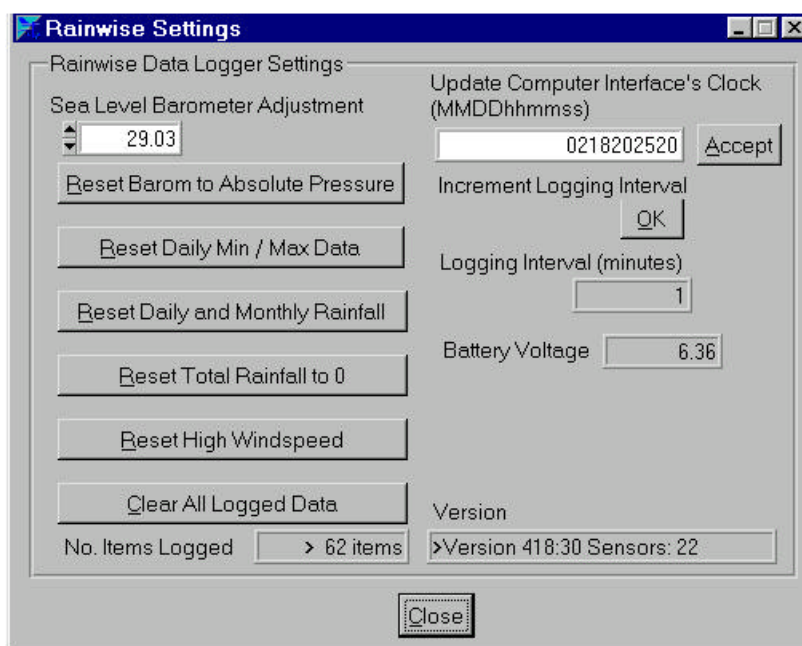 Rainwise Settings
Rainwise Data Logger Settings
Sea Level Barometer Adjustment
29.03
Reset Barom to Absolute Pressure
Reset Daily Min / Max Data
Reset Daily and Monthly Rainfall
Reset Total Rainfall to 0
Reset High Windspeed
Clear All Logged Data
No. Items Logged > 62 items
Update Computer Interface's Clock
(MMDDhhmmss)
0218202520 Accept
Increment Logging Interval
OK
Logging Interval (minutes)
1
Battery Voltage 6.36
Version
>Version 418:30 Sensors: 22
Close